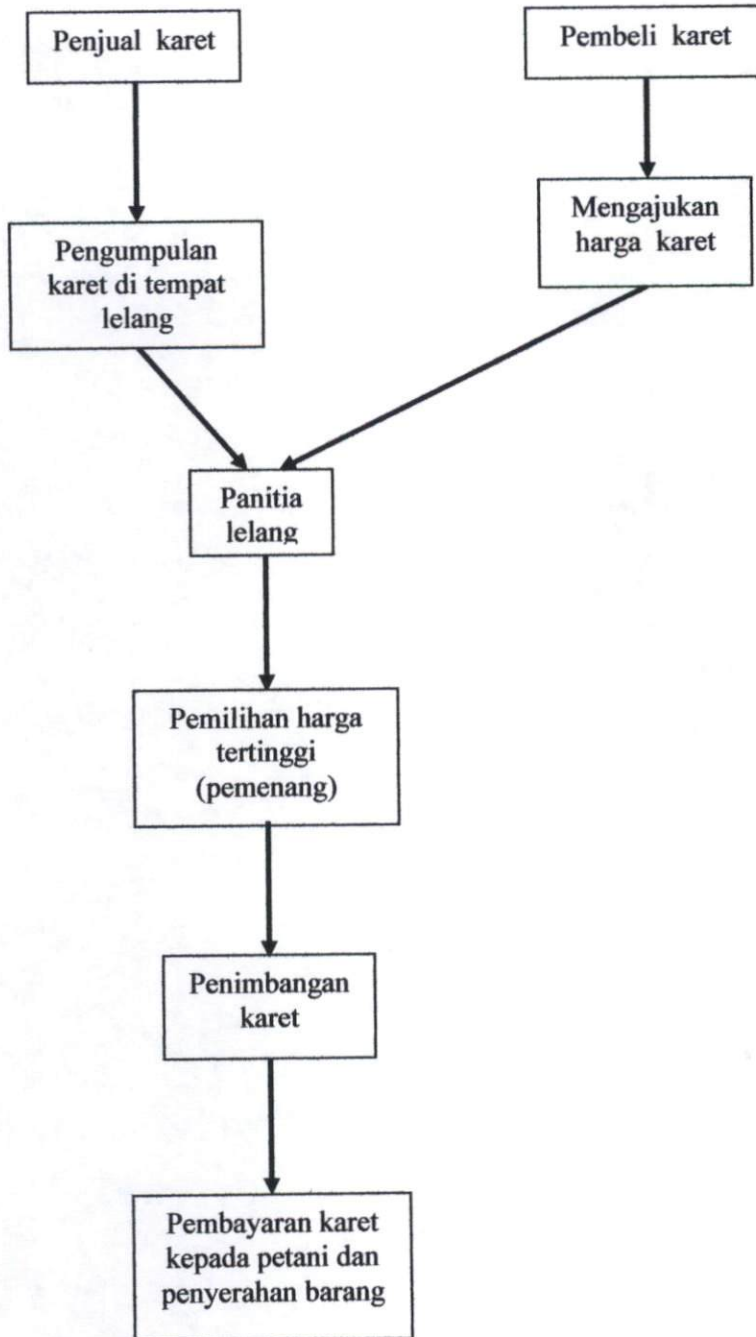 Penjual karet
Pembeli karet
Pengumpulan
karet di tempat
lelang
Mengajukan
harga karet
Panitia
lelang
Pemilihan harga
tertinggi
(pemenang)
Penimbangan
karet
Pembayaran karet
kepada petani dan
penyerahan barang